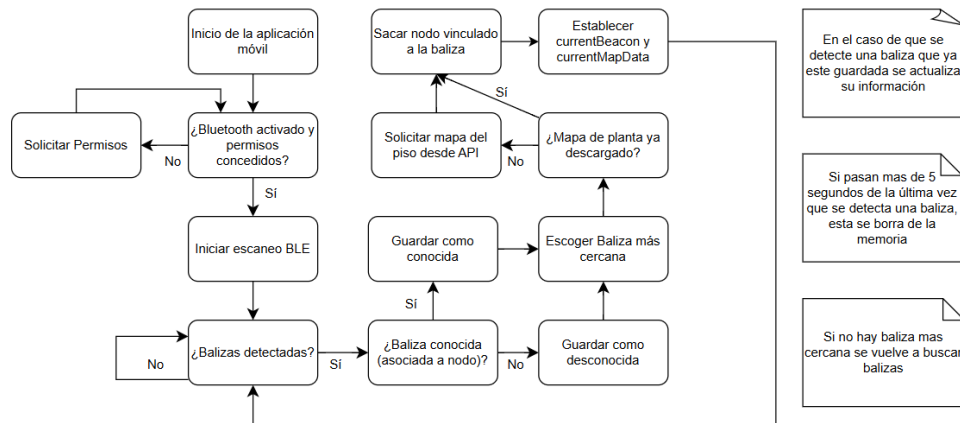 Inicio de la aplicación
móvil
Solicitar Permisos
No
¿Bluetooth activado y
permisos
concedidos?
Sí
Iniciar escaneo BLE
¿Balizas detectadas?
No
Sí
¿Baliza conocida
(asociada a nodo)?
Sí
No
Guardar como
conocida
Guardar como
desconocida
Escoger Baliza más
cercana
¿Mapa de planta ya
descargado?
No
Sí
Solicitar mapa del
piso desde API
Sacar nodo vinculado
a la baliza
Establecer
currentBeacon y
currentMapData
En el caso de que se
detecte una baliza que ya
este guardada se actualiza
su información
Si pasan mas de 5
segundos de la última vez
que se detecta una baliza,
esta se borra de la
memoria
Si no hay baliza mas
cercana se vuelve a buscar
balizas